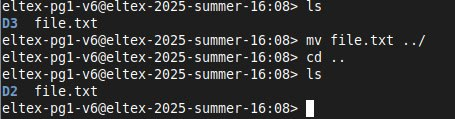 eltex-pg1-v6@eltex-2025-summer-16:08> ls
D3  file.txt
eltex-pg1-v6@eltex-2025-summer-16:08> mv file.txt ../
eltex-pg1-v6@eltex-2025-summer-16:08> cd ..
eltex-pg1-v6@eltex-2025-summer-16:08> ls
D2  file.txt
eltex-pg1-v6@eltex-2025-summer-16:08>